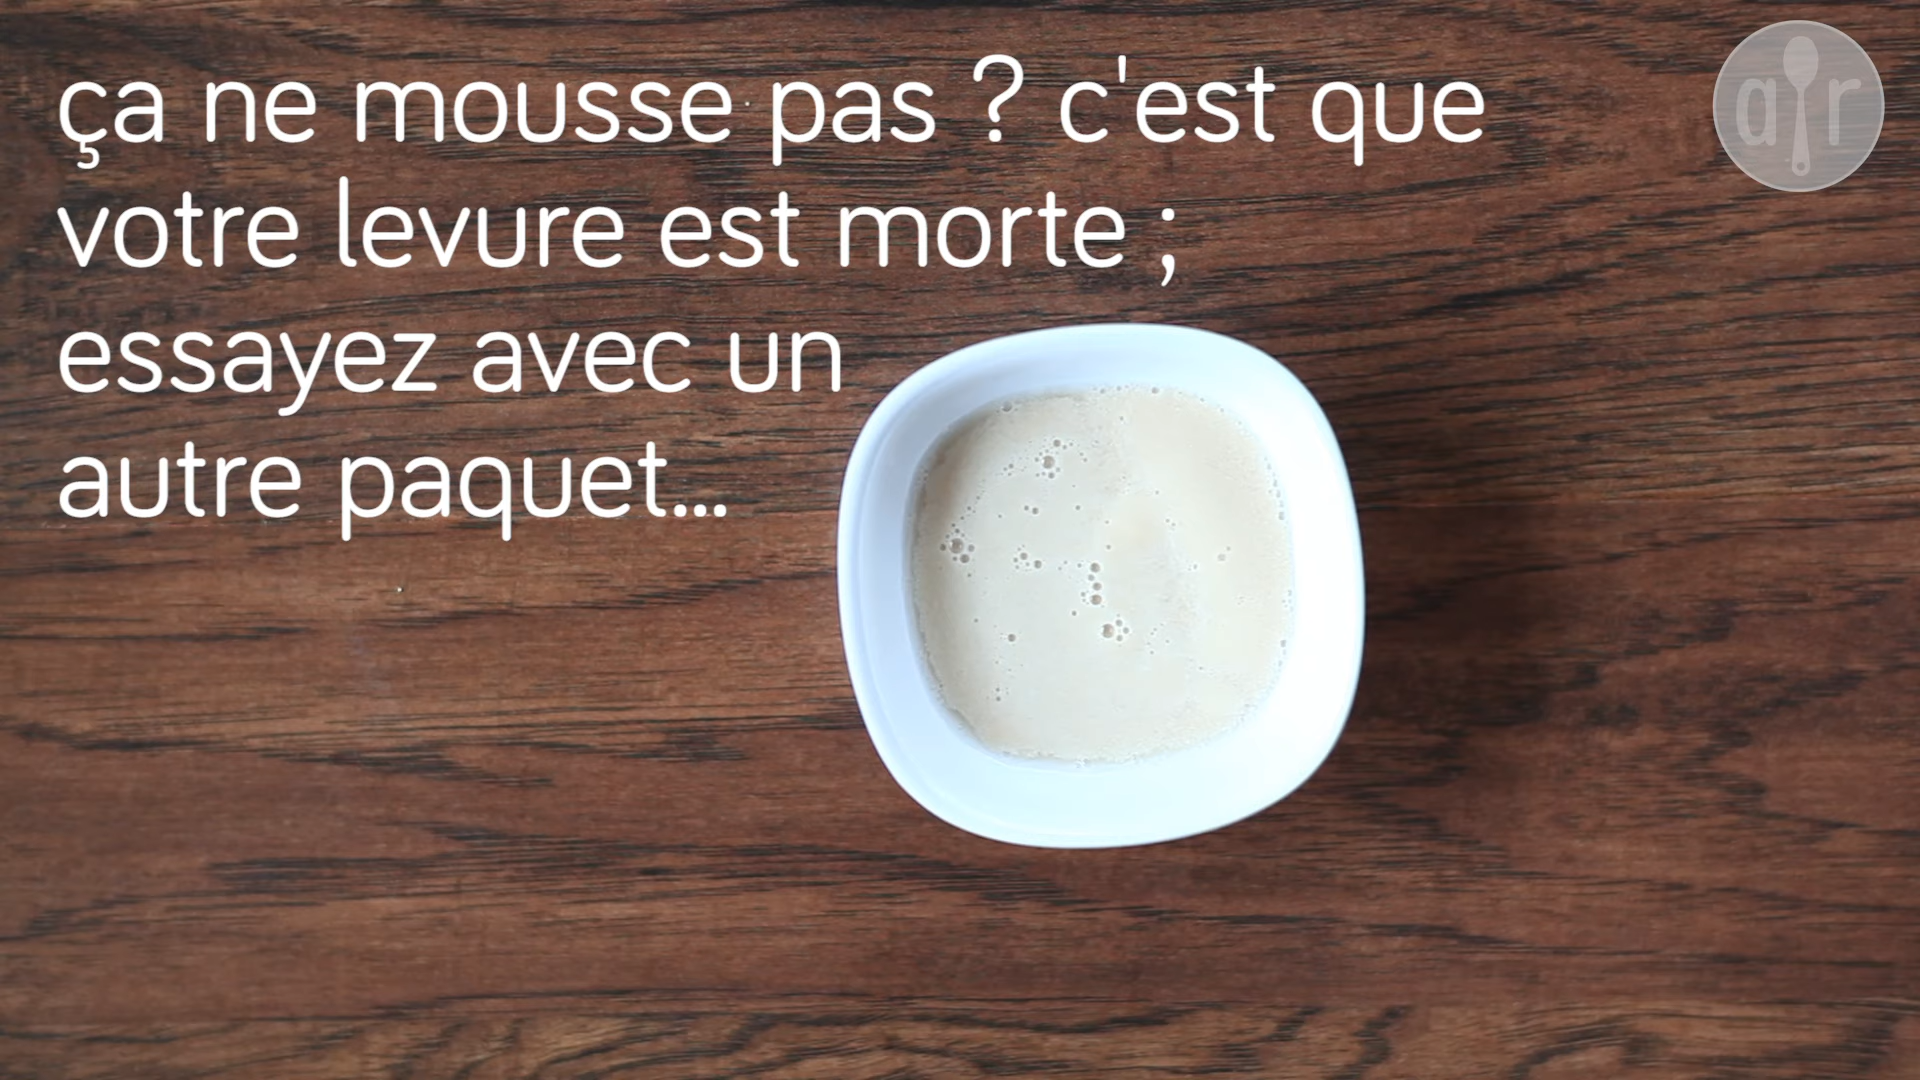 ça ne mousse pas ? c'est que
votre levure est morte ;
essayez avec un
autre paquet...
a r